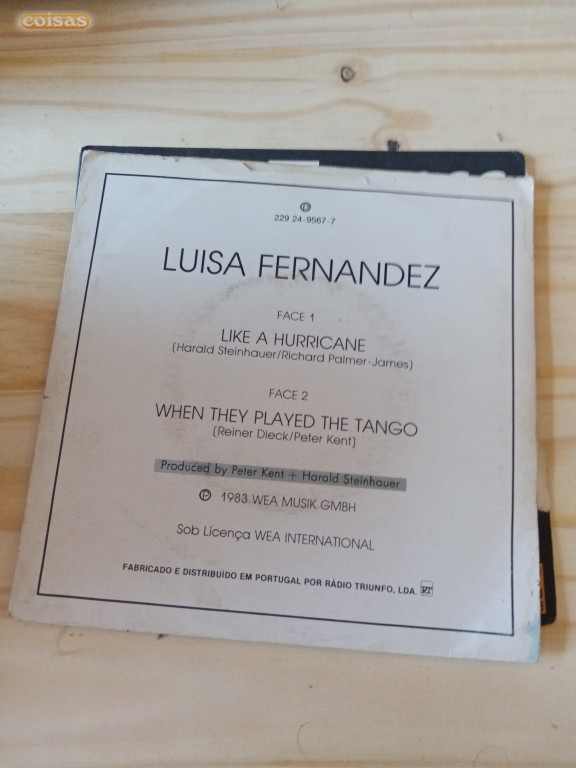 coisas
229 24-9567-7
LUISA FERNANDEZ
FACE 1
LIKE A HURRICANE
(Harald Steinhauer/Richard Palmer-James)
FACE 2
WHEN THEY PLAYED THE TANGO
(Reiner Dieck/Peter Kent)
Produced by Peter Kent + Harald Steinhauer
℗ 1983 WEA MUSIK GMBH
Sob Licença WEA INTERNATIONAL
FABRICADO E DISTRIBUÍDO EM PORTUGAL POR RÁDIO TRIUNFO, LDA. RT